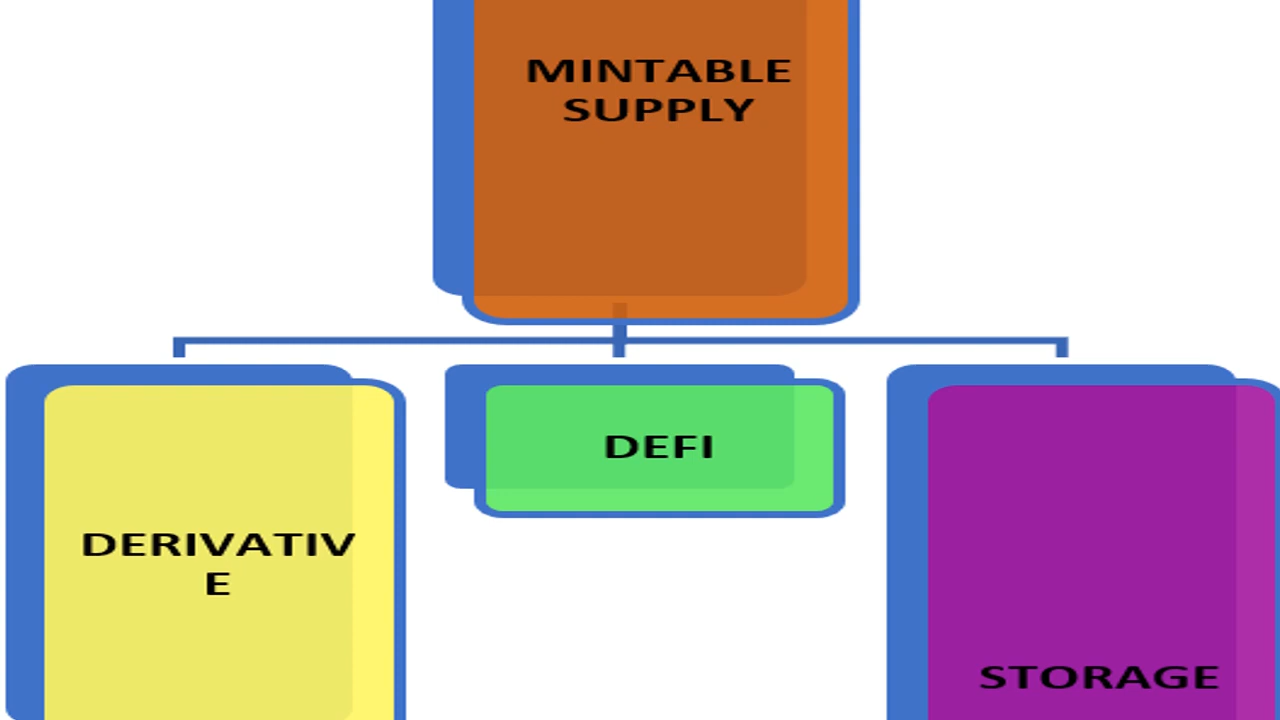 MINTABLE
SUPPLY
DEFI
DERIVATIV
E
STORAGE